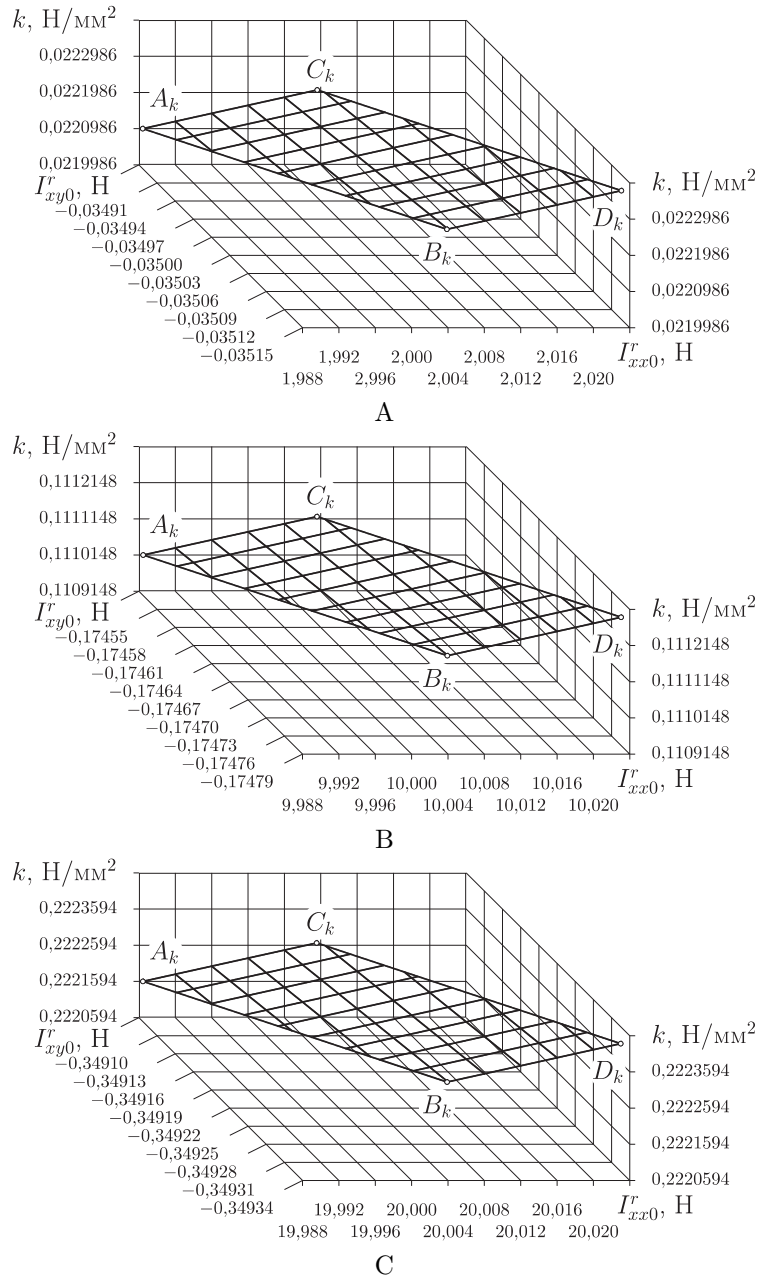 k, Н/мм²
0,0222986
0,0221986
0,0220986
0,0219986
A_k
C_k
B_k
D_k
I^r_{xy0}, Н
−0,03491
−0,03494
−0,03497
−0,03500
−0,03503
−0,03506
−0,03509
−0,03512
−0,03515
k, Н/мм²
0,0222986
0,0221986
0,0220986
0,0219986
1,992 2,000 2,008 2,016 I^r_{xx0}, Н
1,988 2,996 2,004 2,012 2,020
A
k, Н/мм²
0,1112148
0,1111148
0,1110148
0,1109148
A_k
C_k
B_k
D_k
I^r_{xy0}, Н
−0,17455
−0,17458
−0,17461
−0,17464
−0,17467
−0,17470
−0,17473
−0,17476
−0,17479
k, Н/мм²
0,1112148
0,1111148
0,1110148
0,1109148
9,992 10,000 10,008 10,016 I^r_{xx0}, Н
9,988 9,996 10,004 10,012 10,020
B
k, Н/мм²
0,2223594
0,2222594
0,2221594
0,2220594
A_k
C_k
B_k
D_k
I^r_{xy0}, Н
−0,34910
−0,34913
−0,34916
−0,34919
−0,34922
−0,34925
−0,34928
−0,34931
−0,34934
k, Н/мм²
0,2223594
0,2222594
0,2221594
0,2220594
19,992 20,000 20,008 20,016 I^r_{xx0}, Н
19,988 19,996 20,004 20,012 20,020
C